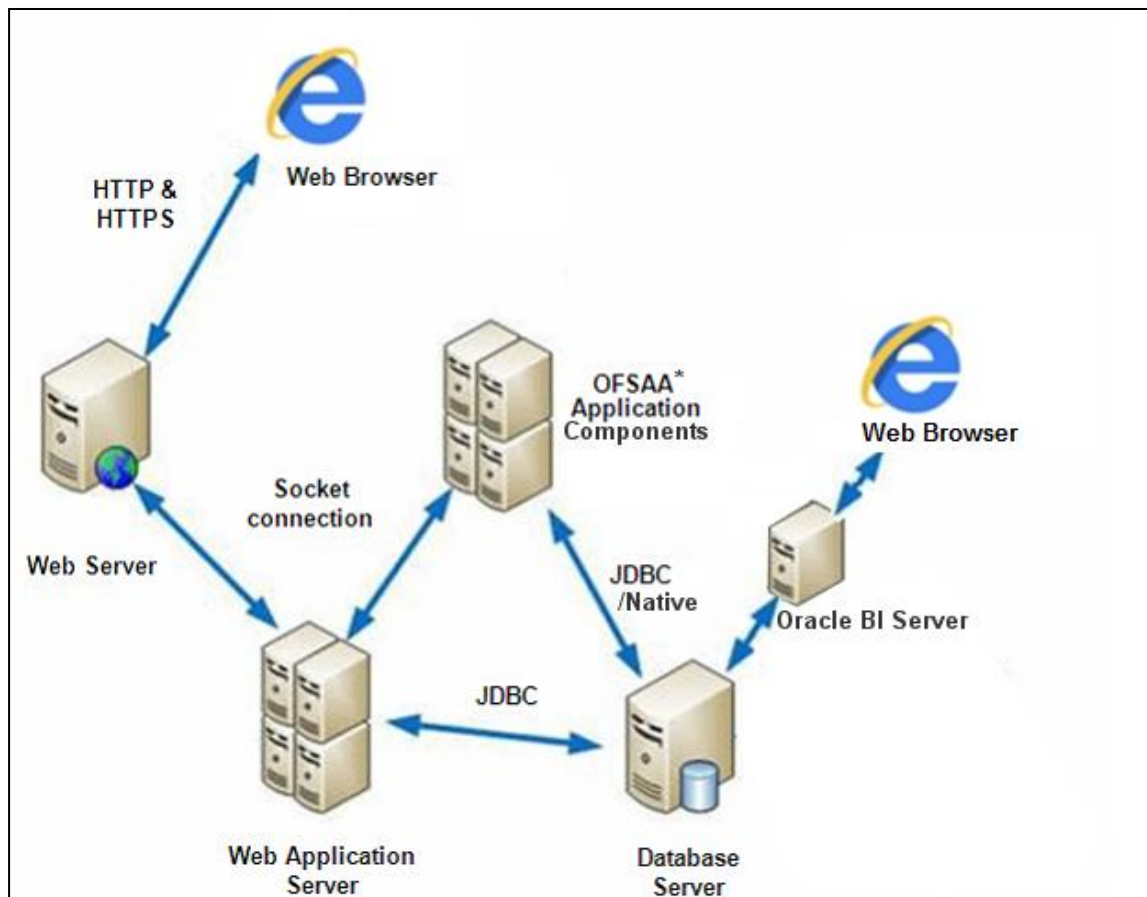 Web Browser
HTTP &
HTTPS
OFSAA*
Application
Components
Web Browser
Socket
connection
Web Server
JDBC
/Native
Oracle BI Server
JDBC
Web Application
Server
Database
Server